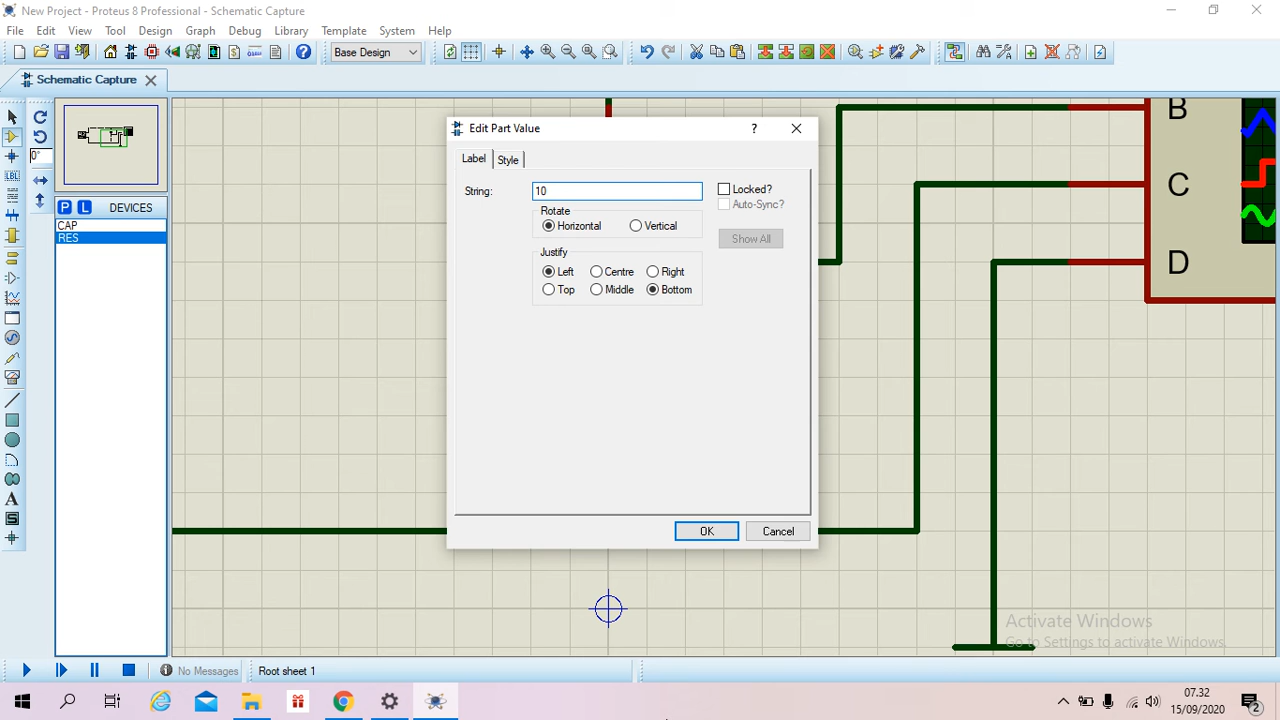 New Project - Proteus 8 Professional - Schematic Capture
File Edit View Tool Design Graph Debug Library Template System Help
Base Design
Schematic Capture
0°
LBL
P L DEVICES
CAP
RES
A
Edit Part Value
?
Label Style
String: 10
Locked?
Auto-Sync?
Rotate
Horizontal Vertical
Show All
Justify
Left Centre Right
Top Middle Bottom
OK Cancel
B
C
D
Activate Windows
Go to Settings to activate Windows.
No Messages Root sheet 1
07.32
15/09/2020
2